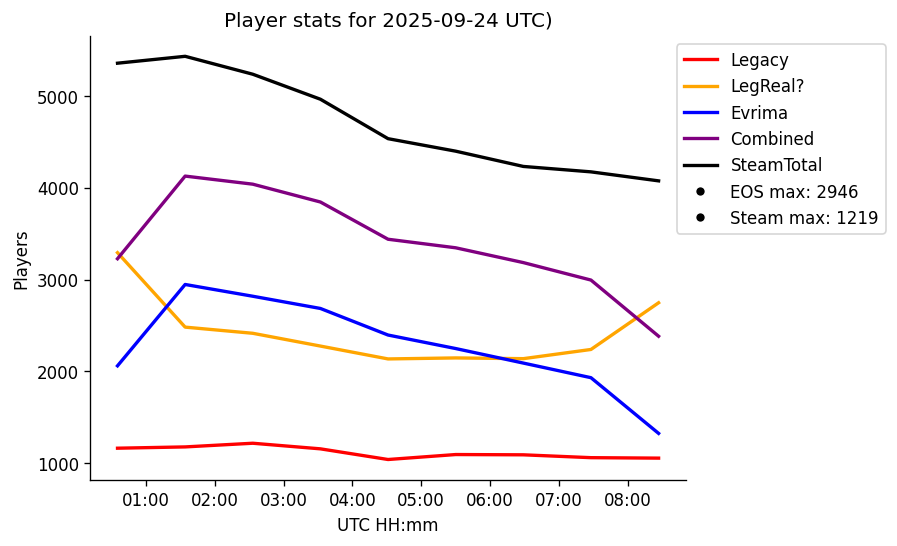 Player stats for 2025-09-24 UTC)
Legacy
LegReal?
Evrima
Combined
SteamTotal
EOS max: 2946
Steam max: 1219
Players
5000
4000
3000
2000
1000
01:00 02:00 03:00 04:00 05:00 06:00 07:00 08:00
UTC HH:mm